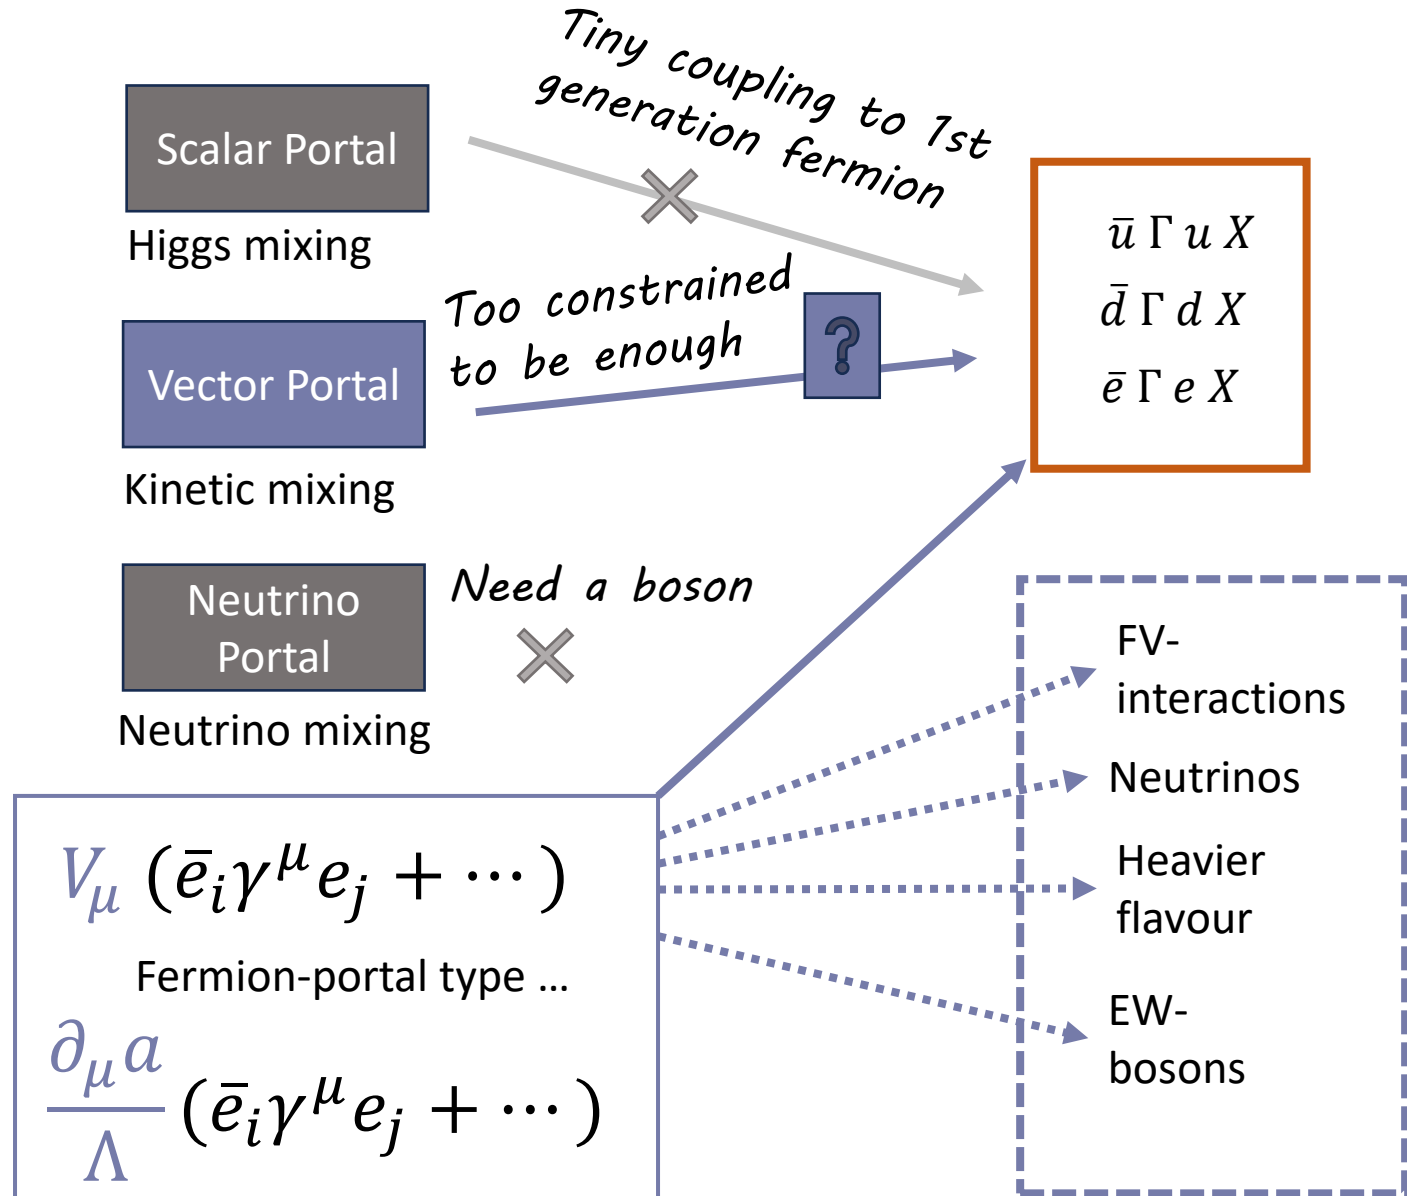 Tiny coupling to 1st
generation fermion
Scalar Portal
Higgs mixing
Too constrained
to be enough
?
Vector Portal
Kinetic mixing
ū Γ u X
d̄ Γ d X
ē Γ e X
Need a boson
Neutrino
Portal
Neutrino mixing
V_μ (ē_i γ^μ e_j + ⋯)
Fermion-portal type …
∂_μ a
Λ
(ē_i γ^μ e_j + ⋯)
FV-
interactions
Neutrinos
Heavier
flavour
EW-
bosons